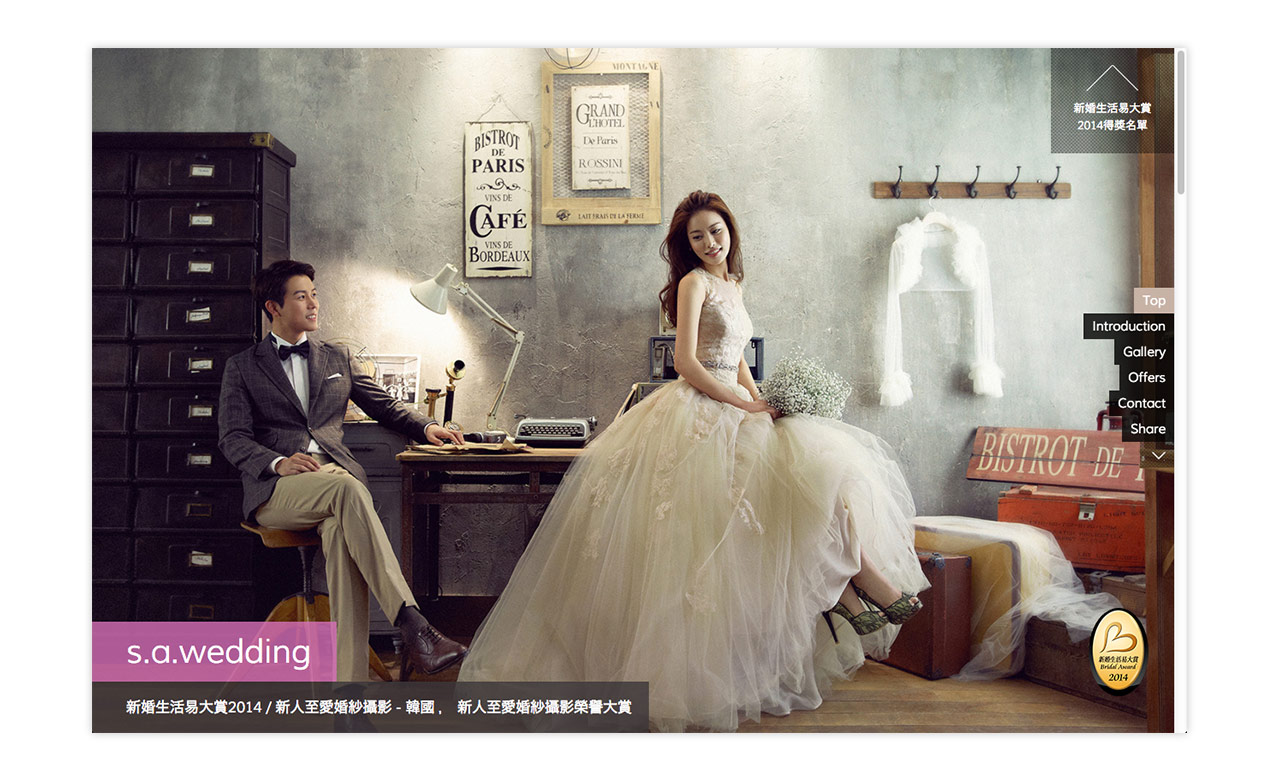 MONTAGNE
GRAND
L'HOTEL
De Paris
ROSSINI
LAIT FRAIS DE LA FERME
BISTROT
DE
PARIS
VINS DE
CAFÉ
VINS DE
BORDEAUX
新婚生活易大賞
2014得獎名單
Top
Introduction
Gallery
Offers
Contact
Share
BISTROT DE
s.a.wedding
新婚生活易大賞2014 / 新人至愛婚紗攝影 - 韓國 , 新人至愛婚紗攝影榮譽大賞
新婚生活易大賞
Bridal Award
2014